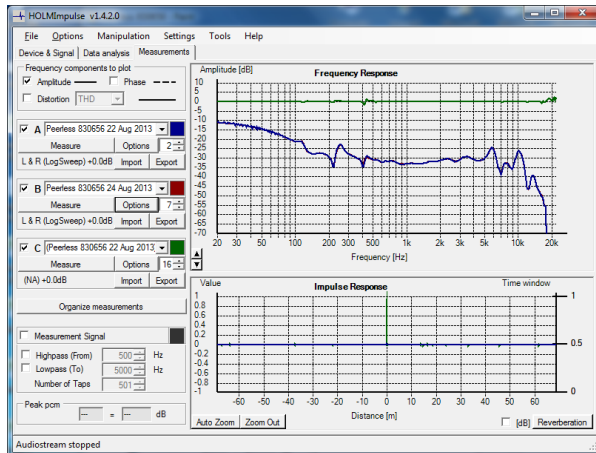 HOLMImpulse v1.4.2.0
File Options Manipulation Settings Tools Help
Device & Signal Data analysis Measurements
Frequency components to plot
Amplitude Phase
Distortion THD
A Peerless 830656 22 Aug 2013
Measure Options 2
L & R (LogSweep) +0.0dB Import Export
B Peerless 830656 24 Aug 2013
Measure Options 7
L & R (LogSweep) +0.0dB Import Export
C (Peerless 830656 22 Aug 2013)
Measure Options 16
(NA) +0.0dB Import Export
Organize measurements
Measurement Signal
Highpass (From) 500 Hz
Lowpass (To) 5000 Hz
Number of Taps 501
Peak pcm
--- = --- dB
Amplitude [dB] Frequency Response
10
5
0
-5
-10
-15
-20
-25
-30
-35
-40
-45
-50
-55
-60
-65
-70
20 30 50 100 200 300 500 1k 2k 3k 5k 10k 20k
Frequency [Hz]
Value Impulse Response Time window
1 1
0.8
0.6
0.4
0.2
0 0.5
-0.2
-0.4
-0.6
-0.8
-1 0
-60 -50 -40 -30 -20 -10 0 10 20 30 40 50 60
Distance [m]
Auto Zoom Zoom Out [dB] Reverberation
Audiostream stopped